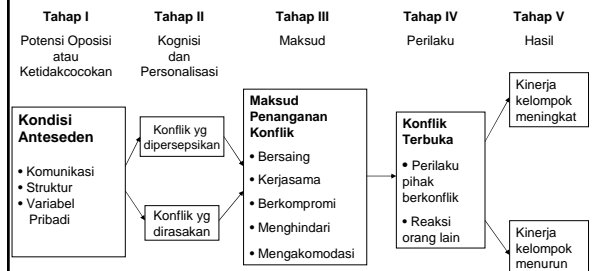 Tahap I
Tahap II
Tahap III
Tahap IV
Tahap V
Potensi Oposisi
atau
Ketidakcocokan
Kognisi
dan
Personalisasi
Maksud
Perilaku
Hasil
Kondisi
Anteseden
• Komunikasi
• Struktur
• Variabel
Pribadi
Konflik yg
dipersepsikan
Konflik yg
dirasakan
Maksud
Penanganan
Konflik
• Bersaing
• Kerjasama
• Berkompromi
• Menghindari
• Mengakomodasi
Konflik
Terbuka
• Perilaku
pihak
berkonflik
• Reaksi
orang lain
Kinerja
kelompok
meningkat
Kinerja
kelompok
menurun